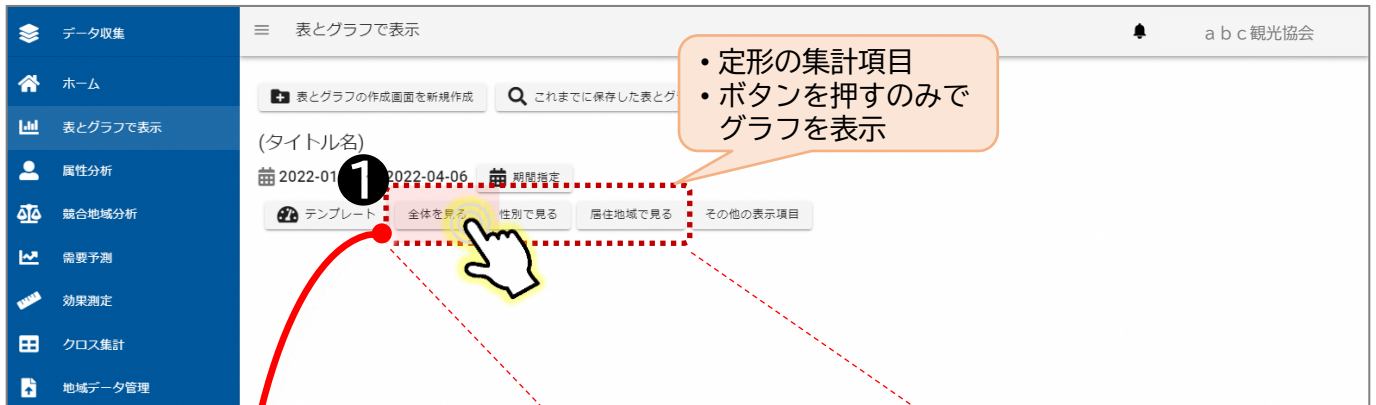 データ収集
表とグラフで表示
abc観光協会
・定形の集計項目
・ボタンを押すのみで
グラフを表示
ホーム
表とグラフの作成画面を新規作成
これまでに保存した表とグ
表とグラフで表示
(タイトル名)
属性分析
2022-01
2022-04-06
期間指定
❶
テンプレート
全体を見る
性別で見る
居住地域で見る
その他の表示項目
競合地域分析
需要予測
効果測定
クロス集計
地域データ管理